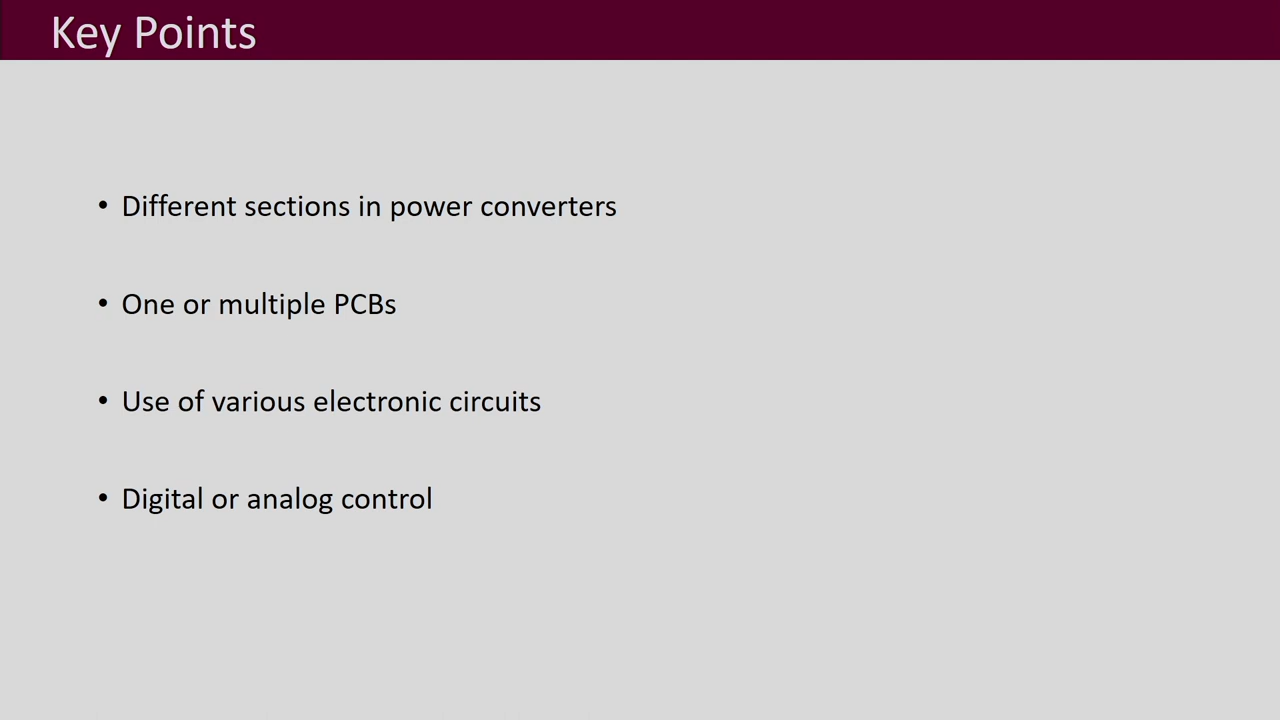 Key Points
• Different sections in power converters
• One or multiple PCBs
• Use of various electronic circuits
• Digital or analog control